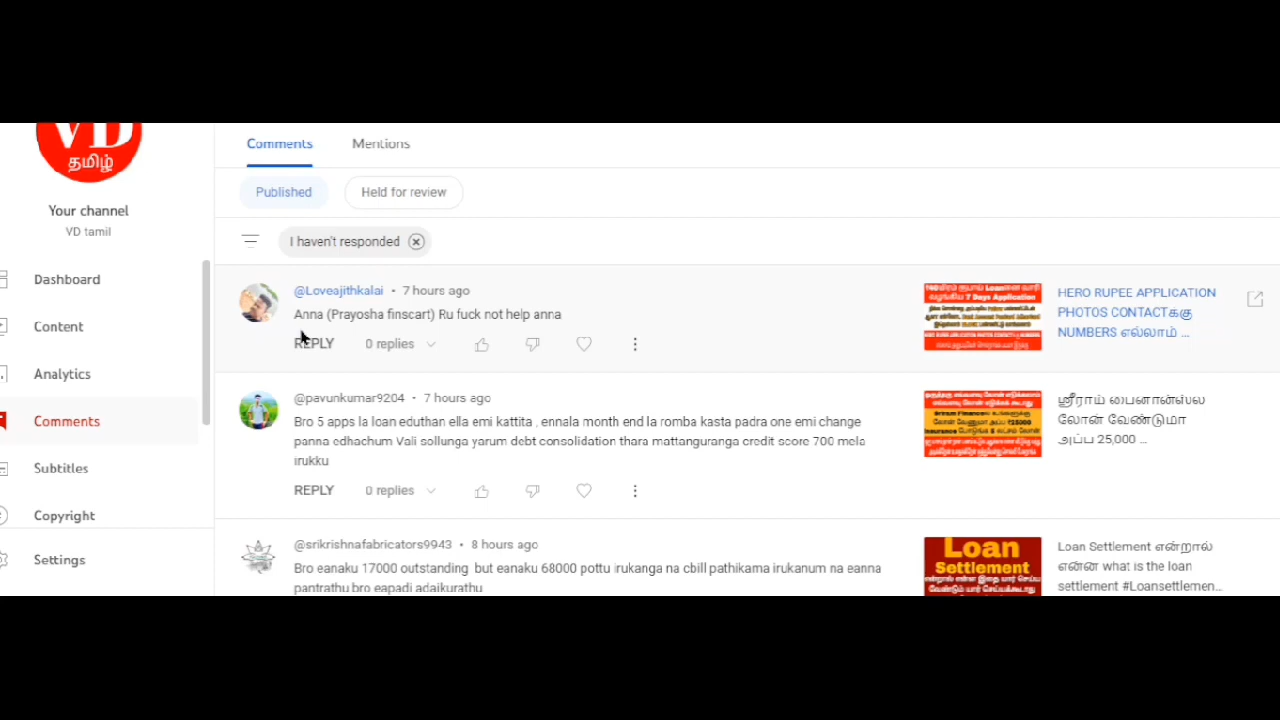 VD
தமிழ்
Your channel
VD tamil
Dashboard
Content
Analytics
Comments
Subtitles
Copyright
Settings
Comments
Mentions
Published
Held for review
I haven't responded
@Loveajithkalai • 7 hours ago
Anna (Prayosha finscart) Ru fuck not help anna
REPLY
0 replies
HERO RUPEE APPLICATION
PHOTOS CONTACTக்கு
NUMBERS எல்லாம் ...
@pavunkumar9204 • 7 hours ago
Bro 5 apps la loan eduthan ella emi kattita , ennala month end la romba kasta padra one emi change
panna edhachum Vali sollunga yarum debt consolidation thara mattanguranga credit score 700 mela
irukku
REPLY
0 replies
ஸ்ரீராம் பைனான்ஸ்ல
லோன் வேண்டுமா
அப்ப 25,000 ...
@srikrishnafabricators9943 • 8 hours ago
Bro eanaku 17000 outstanding but eanaku 68000 pottu irukanga na cbill pathikama irukanum na eanna
pantrathu bro eapadi adaikurathu
Loan
Settlement
Loan Settlement என்றால்
என்ன what is the loan
settlement #Loansettlemen...